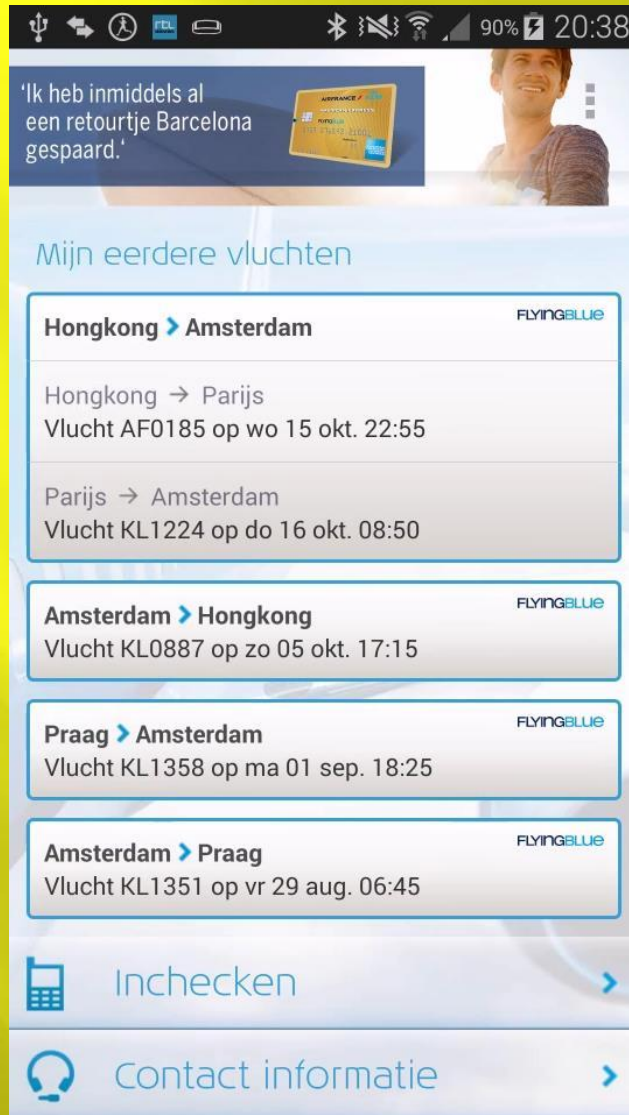 90% 20:38
'Ik heb inmiddels al
een retourtje Barcelona
gespaard.'
AIRFRANCE
FLYINGBLUE
Mijn eerdere vluchten
Hongkong > Amsterdam
FLYINGBLUE
Hongkong → Parijs
Vlucht AF0185 op wo 15 okt. 22:55
Parijs → Amsterdam
Vlucht KL1224 op do 16 okt. 08:50
Amsterdam > Hongkong
FLYINGBLUE
Vlucht KL0887 op zo 05 okt. 17:15
Praag > Amsterdam
FLYINGBLUE
Vlucht KL1358 op ma 01 sep. 18:25
Amsterdam > Praag
FLYINGBLUE
Vlucht KL1351 op vr 29 aug. 06:45
Inchecken
Contact informatie